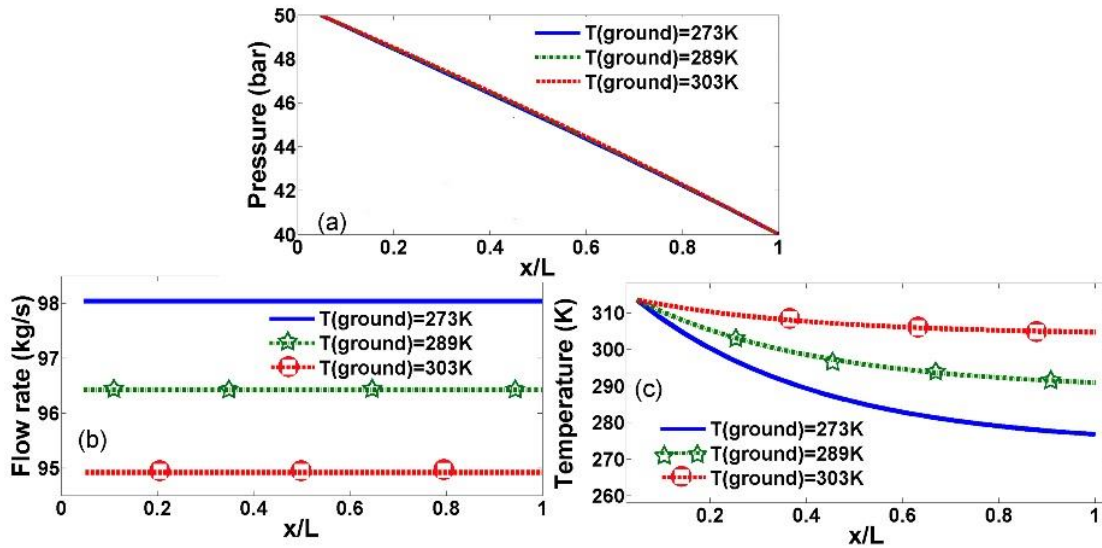 50
48
46
44
42
40
Pressure (bar)
T(ground)=273K
T(ground)=289K
T(ground)=303K
(a)
0
0.2
0.4
0.6
0.8
1
x/L
98
97
96
95
Flow rate (kg/s)
T(ground)=273K
T(ground)=289K
T(ground)=303K
(b)
0
0.2
0.4
0.6
0.8
1
x/L
310
300
290
280
270
260
Temperature (K)
(c)
T(ground)=273K
T(ground)=289K
T(ground)=303K
0.2
0.4
0.6
0.8
1
x/L